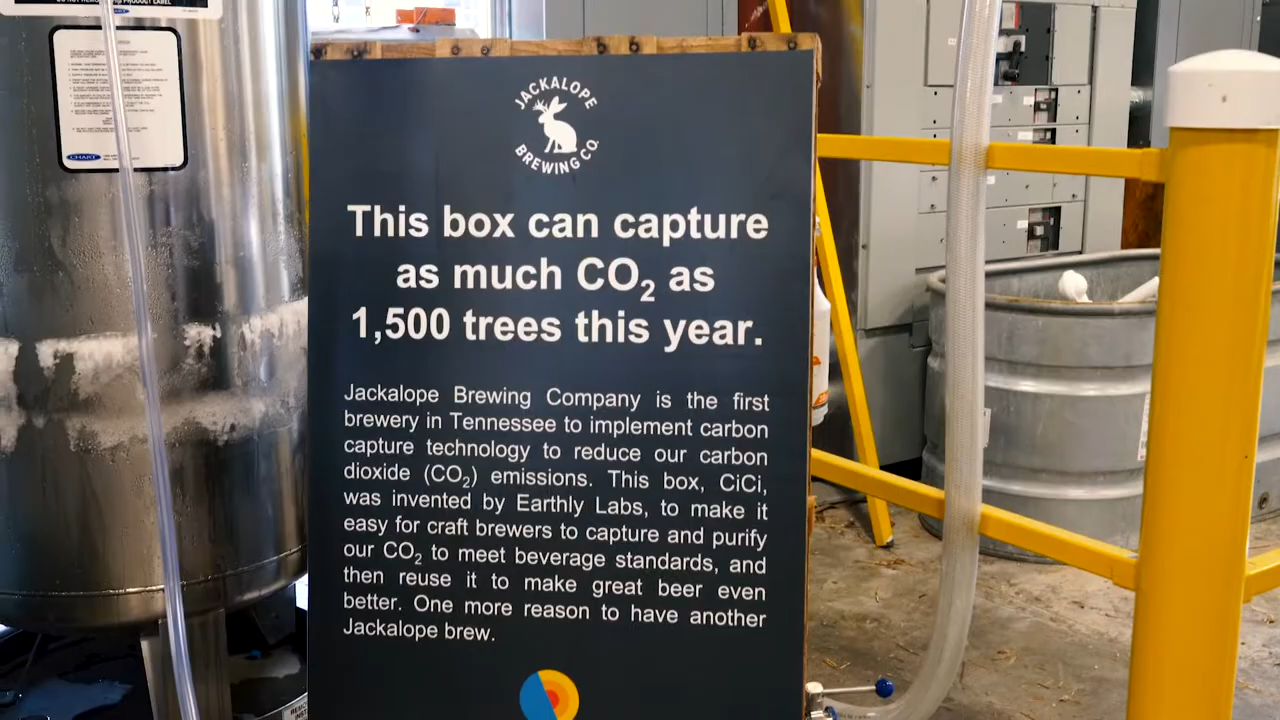 JACKALOPE
BREWING CO.
This box can capture
as much CO₂ as
1,500 trees this year.
Jackalope Brewing Company is the first
brewery in Tennessee to implement carbon
capture technology to reduce our carbon
dioxide (CO₂) emissions. This box, CiCi,
was invented by Earthly Labs, to make it
easy for craft brewers to capture and purify
our CO₂ to meet beverage standards, and
then reuse it to make great beer even
better. One more reason to have another
Jackalope brew.
CHART